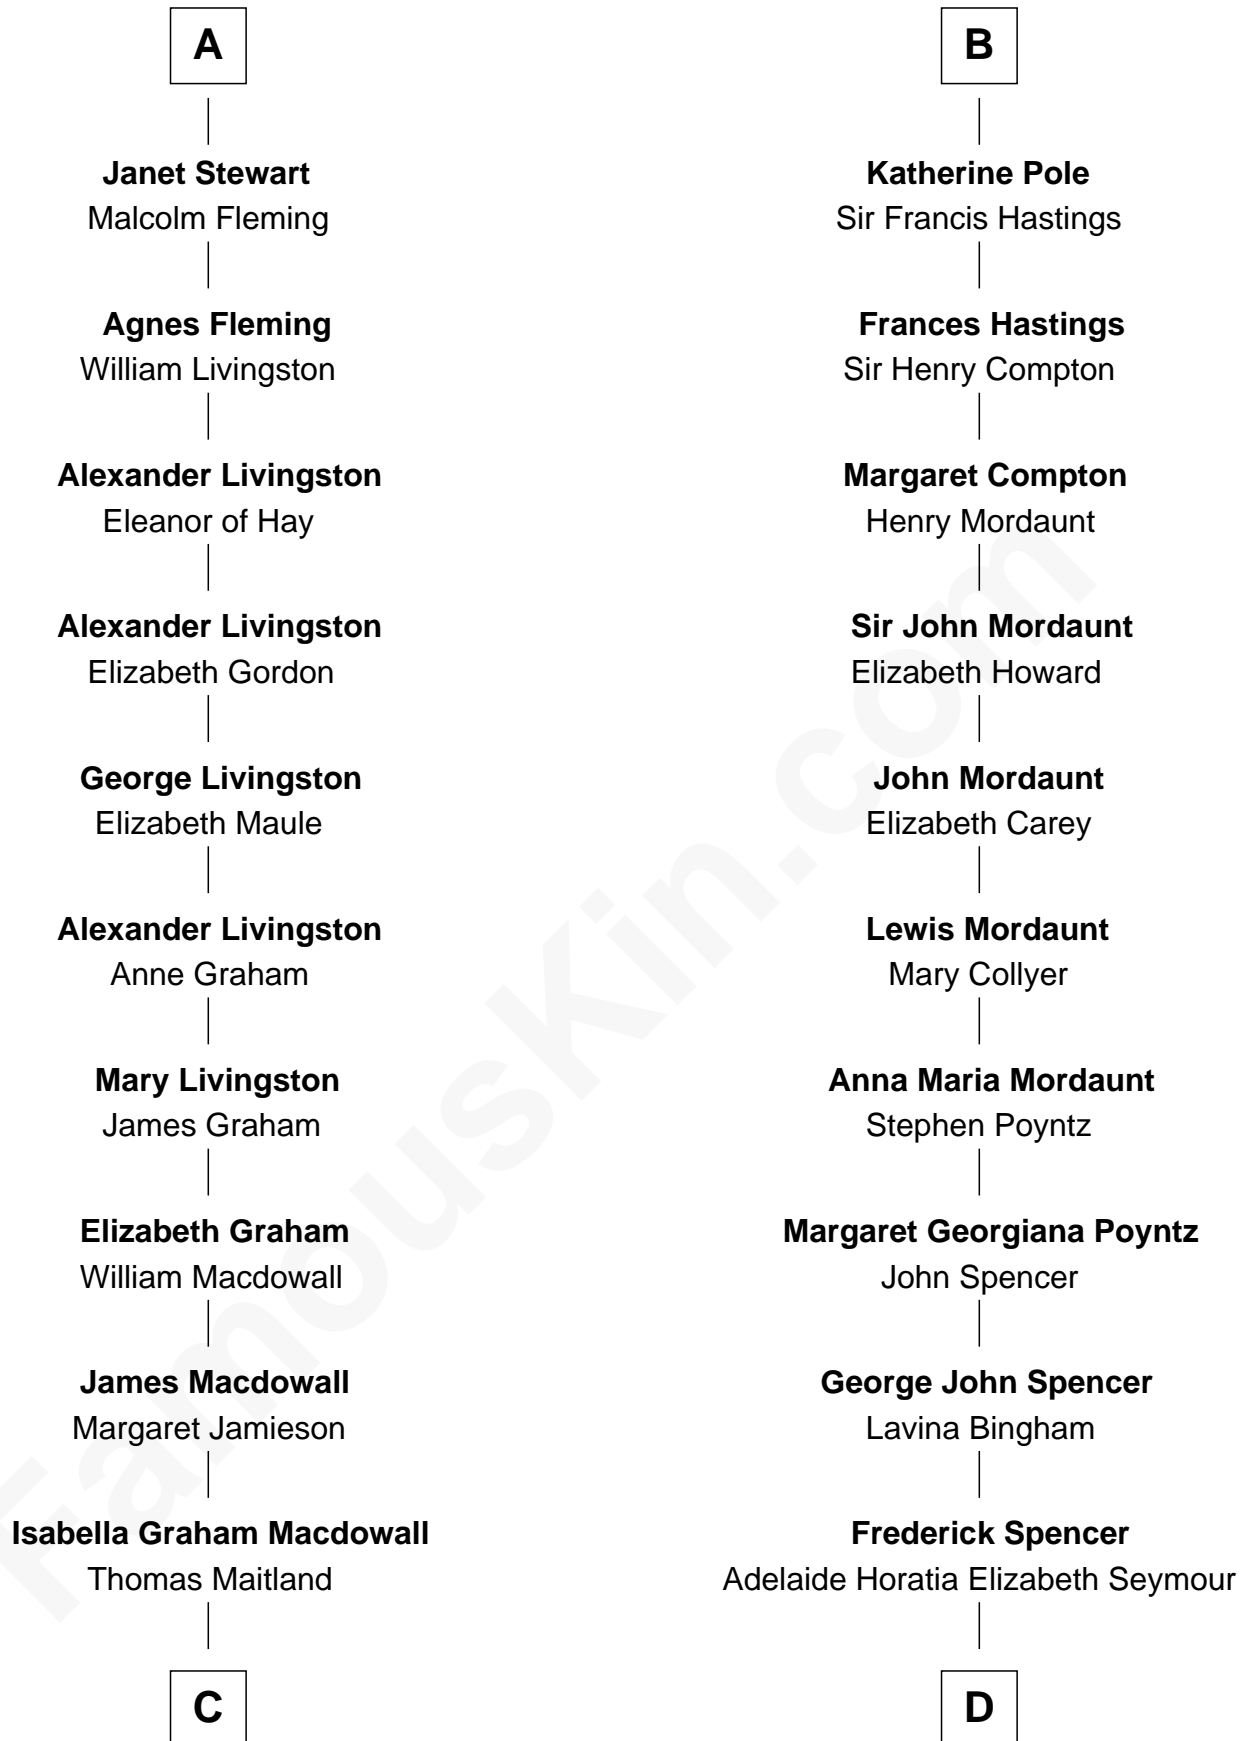 A
Janet Stewart
Malcolm Fleming
Agnes Fleming
William Livingston
Alexander Livingston
Eleanor of Hay
Alexander Livingston
Elizabeth Gordon
George Livingston
Elizabeth Maule
Alexander Livingston
Anne Graham
Mary Livingston
James Graham
Elizabeth Graham
William Macdowall
James Macdowall
Margaret Jamieson
Isabella Graham Macdowall
Thomas Maitland
C
B
Katherine Pole
Sir Francis Hastings
Frances Hastings
Sir Henry Compton
Margaret Compton
Henry Mordaunt
Sir John Mordaunt
Elizabeth Howard
John Mordaunt
Elizabeth Carey
Lewis Mordaunt
Mary Collyer
Anna Maria Mordaunt
Stephen Poyntz
Margaret Georgiana Poyntz
John Spencer
George John Spencer
Lavina Bingham
Frederick Spencer
Adelaide Horatia Elizabeth Seymour
D
FamousKin.com